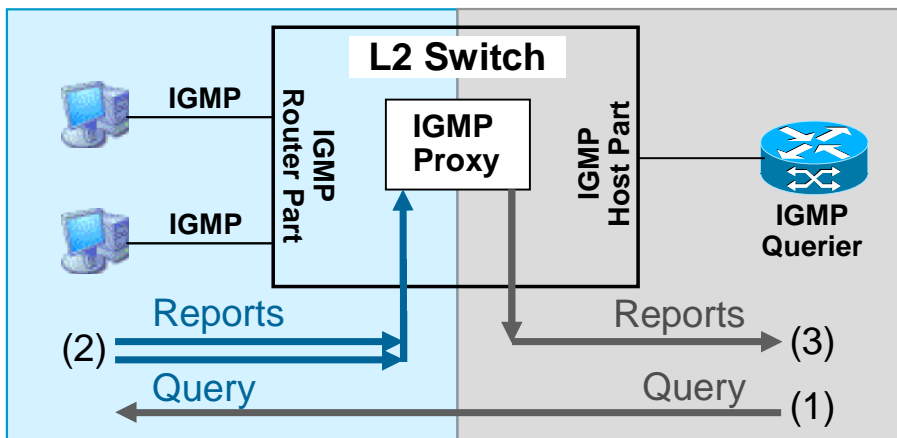 L2 Switch
IGMP
IGMP
Router Part
IGMP
Proxy
IGMP
Host Part
IGMP
IGMP
Querier
Reports
Reports
(2)
(3)
Query
Query
(1)